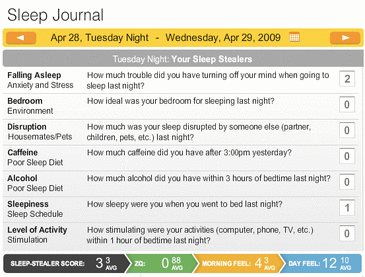 Sleep Journal
Apr 28, Tuesday Night - Wednesday, Apr 29, 2009
Tuesday Night: Your Sleep Stealers
Falling Asleep How much trouble did you have turning off your mind when going to 2
Anxiety and Stress sleep last night?
Bedroom How ideal was your bedroom for sleeping last night? 0
Environment
Disruption How much was your sleep disrupted by someone else (partner, 0
Housemates/Pets children, pets, etc.) last night?
Caffeine How much caffeine did you have after 3:00pm yesterday? 0
Poor Sleep Diet
Alcohol How much alcohol did you have within 3 hours of bedtime last night? 0
Poor Sleep Diet
Sleepiness How sleepy were you when you went to bed last night? 1
Sleep Schedule
Level of Activity How stimulating were your activities (computer, phone, TV, etc.) 0
Stimulation within 1 hour of bedtime last night?
SLEEP-STEALER SCORE: 3 3 AVG ZQ: 0 88 AVG MORNING FEEL: 4 3 AVG DAY FEEL: 12 10 AVG